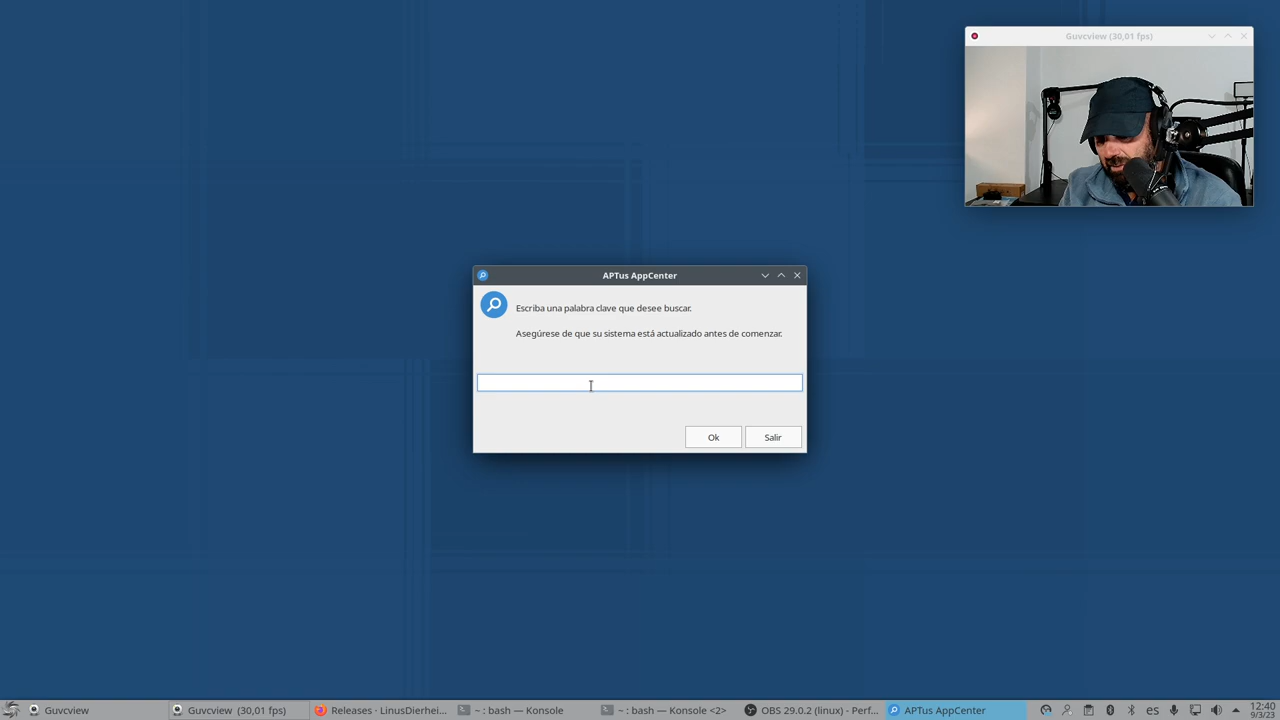 Guvcview (30,01 fps)
APTus AppCenter
Escriba una palabra clave que desee buscar.
Asegúrese de que su sistema está actualizado antes de comenzar.
Ok
Salir
Guvcview
Guvcview (30,01 fps)
Releases · LinusDierhei...
~ : bash — Konsole
~ : bash — Konsole <2>
OBS 29.0.2 (linux) - Perf...
APTus AppCenter
es
12:40
9/3/23